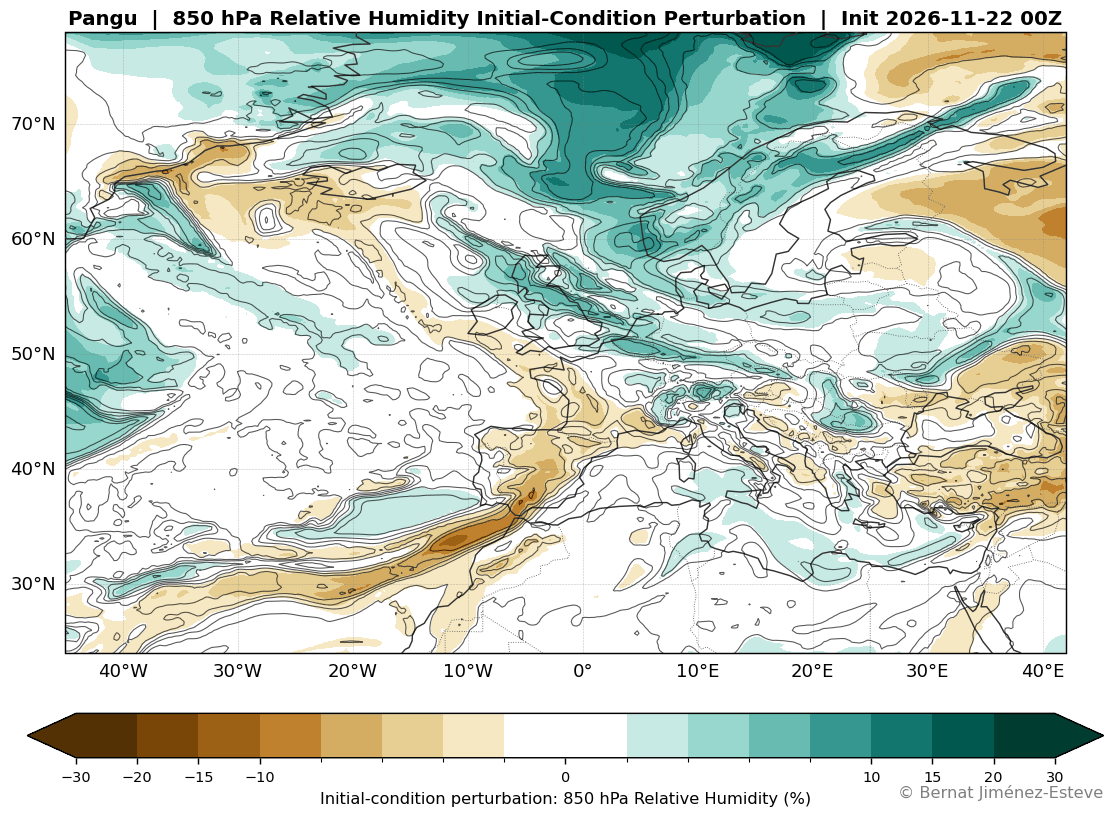 Pangu | 850 hPa Relative Humidity Initial-Condition Perturbation | Init 2026-11-22 00Z
70°N
60°N
50°N
40°N
30°N
40°W 30°W 20°W 10°W 0° 10°E 20°E 30°E 40°E
−30 −20 −15 −10 0 10 15 20 30
Initial-condition perturbation: 850 hPa Relative Humidity (%)
© Bernat Jiménez-Esteve